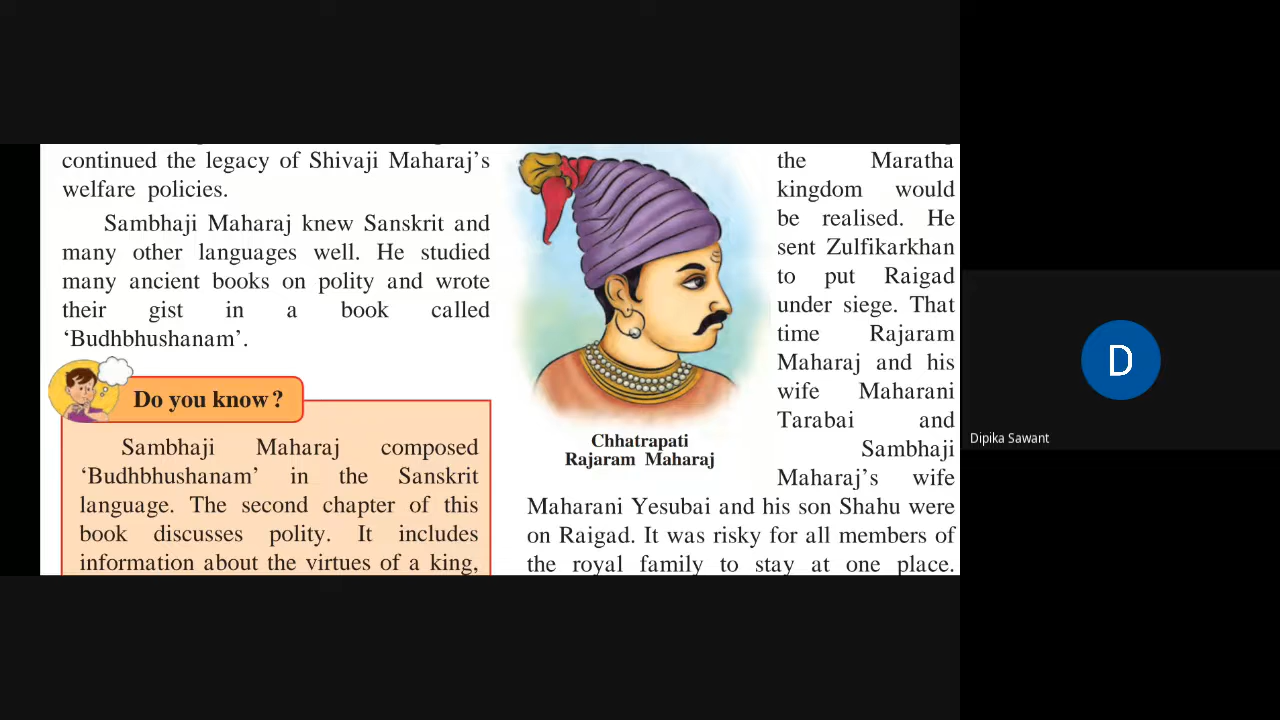 continued the legacy of Shivaji Maharaj's
welfare policies.
Sambhaji Maharaj knew Sanskrit and
many other languages well. He studied
many ancient books on polity and wrote
their gist in a book called
‘Budhbhushanam’.
Do you know?
Sambhaji Maharaj composed
‘Budhbhushanam’ in the Sanskrit
language. The second chapter of this
book discusses polity. It includes
information about the virtues of a king,
Chhatrapati
Rajaram Maharaj
the Maratha
kingdom would
be realised. He
sent Zulfikarkhan
to put Raigad
under siege. That
time Rajaram
Maharaj and his
wife Maharani
Tarabai and
Sambhaji
Maharaj’s wife
Maharani Yesubai and his son Shahu were
on Raigad. It was risky for all members of
the royal family to stay at one place.
D
Dipika Sawant